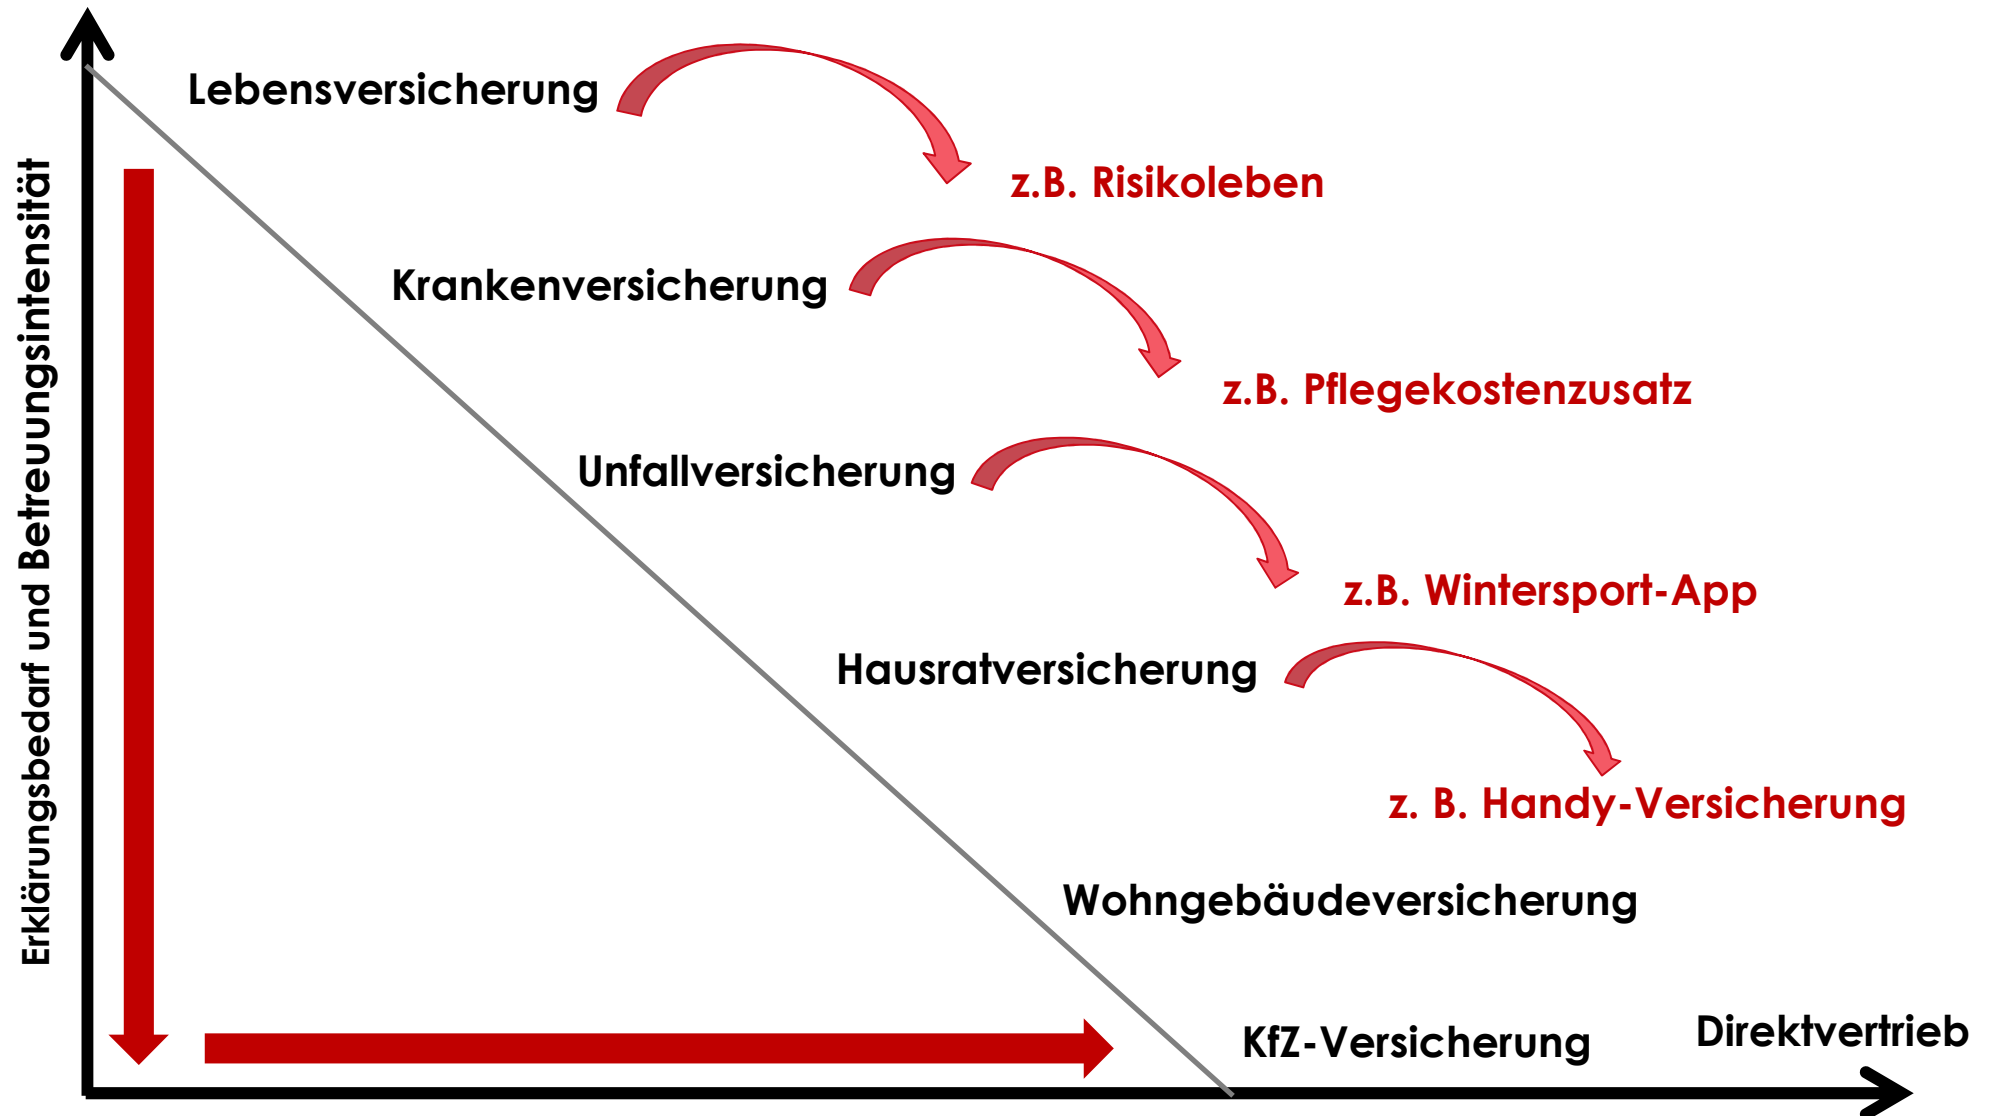 Erklärungsbedarf und Betreuungsintensität
Lebensversicherung
z.B. Risikoleben
Krankenversicherung
z.B. Pflegekostenzusatz
Unfallversicherung
z.B. Wintersport-App
Hausratversicherung
z. B. Handy-Versicherung
Wohngebäudeversicherung
KfZ-Versicherung
Direktvertrieb